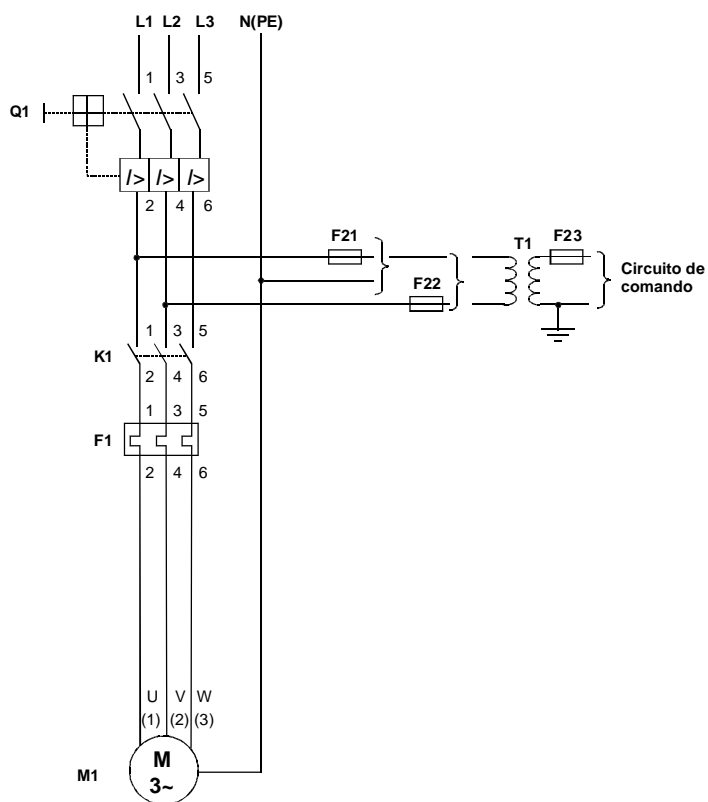 L1 L2 L3 N(PE)
1 3 5
Q1
I> I> I>
2 4 6
F21 T1 F23
Circuito de
comando
F22
1 3 5
K1
2 4 6
1 3 5
F1
2 4 6
U V W
(1) (2) (3)
M
3~
M1